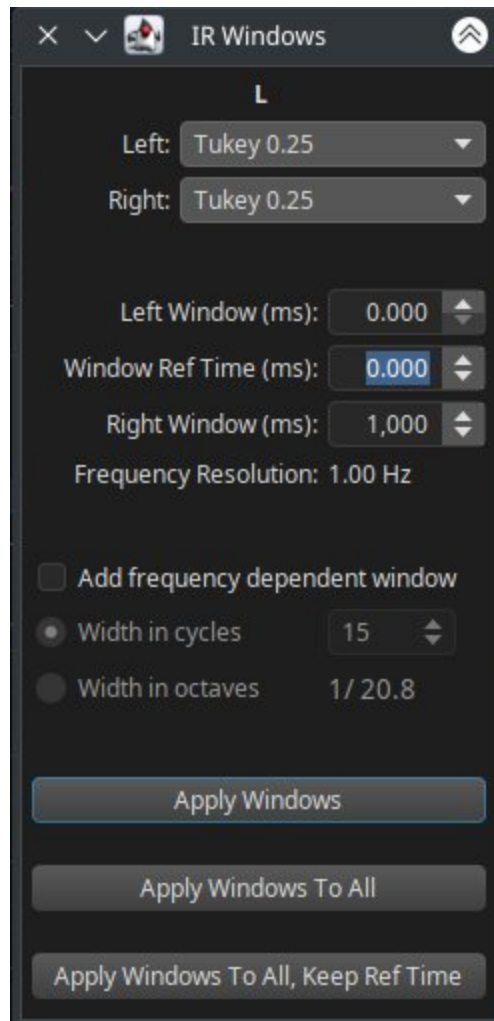 IR Windows
L
Left: Tukey 0.25
Right: Tukey 0.25
Left Window (ms): 0.000
Window Ref Time (ms): 0.000
Right Window (ms): 1,000
Frequency Resolution: 1.00 Hz
Add frequency dependent window
Width in cycles 15
Width in octaves 1/ 20.8
Apply Windows
Apply Windows To All
Apply Windows To All, Keep Ref Time